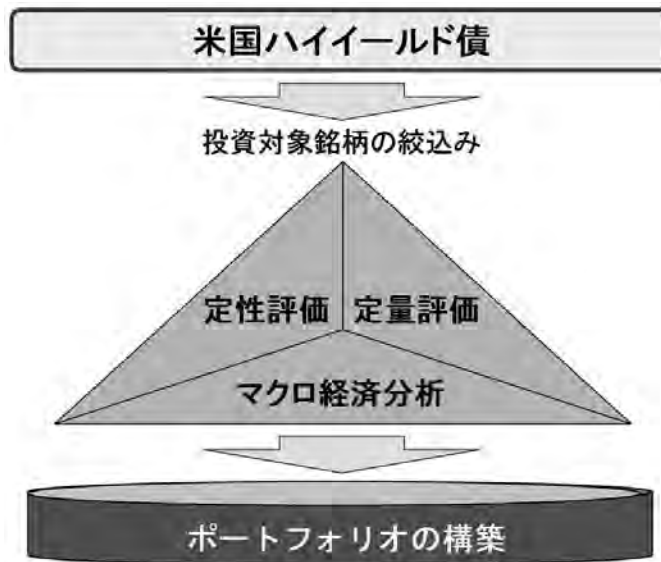 米国ハイイールド債
投資対象銘柄の絞込み
定性評価 定量評価
マクロ経済分析
ポートフォリオの構築